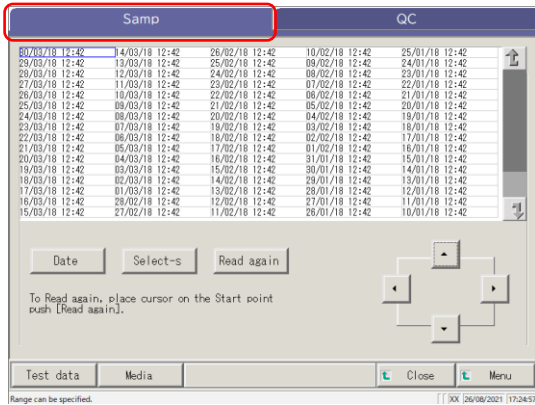 Samp QC
30/03/18 12:42 14/03/18 12:42 26/02/18 12:42 10/02/18 12:42 25/01/18 12:42
29/03/18 12:42 13/03/18 12:42 25/02/18 12:42 09/02/18 12:42 24/01/18 12:42
28/03/18 12:42 12/03/18 12:42 24/02/18 12:42 08/02/18 12:42 23/01/18 12:42
27/03/18 12:42 11/03/18 12:42 23/02/18 12:42 07/02/18 12:42 22/01/18 12:42
26/03/18 12:42 10/03/18 12:42 22/02/18 12:42 06/02/18 12:42 21/01/18 12:42
25/03/18 12:42 09/03/18 12:42 21/02/18 12:42 05/02/18 12:42 20/01/18 12:42
24/03/18 12:42 08/03/18 12:42 20/02/18 12:42 04/02/18 12:42 19/01/18 12:42
23/03/18 12:42 07/03/18 12:42 19/02/18 12:42 03/02/18 12:42 18/01/18 12:42
22/03/18 12:42 06/03/18 12:42 18/02/18 12:42 02/02/18 12:42 17/01/18 12:42
21/03/18 12:42 05/03/18 12:42 17/02/18 12:42 01/02/18 12:42 16/01/18 12:42
20/03/18 12:42 04/03/18 12:42 16/02/18 12:42 31/01/18 12:42 15/01/18 12:42
19/03/18 12:42 03/03/18 12:42 15/02/18 12:42 30/01/18 12:42 14/01/18 12:42
18/03/18 12:42 02/03/18 12:42 14/02/18 12:42 29/01/18 12:42 13/01/18 12:42
17/03/18 12:42 01/03/18 12:42 13/02/18 12:42 28/01/18 12:42 12/01/18 12:42
16/03/18 12:42 28/02/18 12:42 12/02/18 12:42 27/01/18 12:42 11/01/18 12:42
15/03/18 12:42 27/02/18 12:42 11/02/18 12:42 26/01/18 12:42 10/01/18 12:42
Date Select-s Read again
To Read again, place cursor on the Start point
push [Read again].
Test data Media Close Menu
Range can be specified. XX 26/08/2021 17:24:57